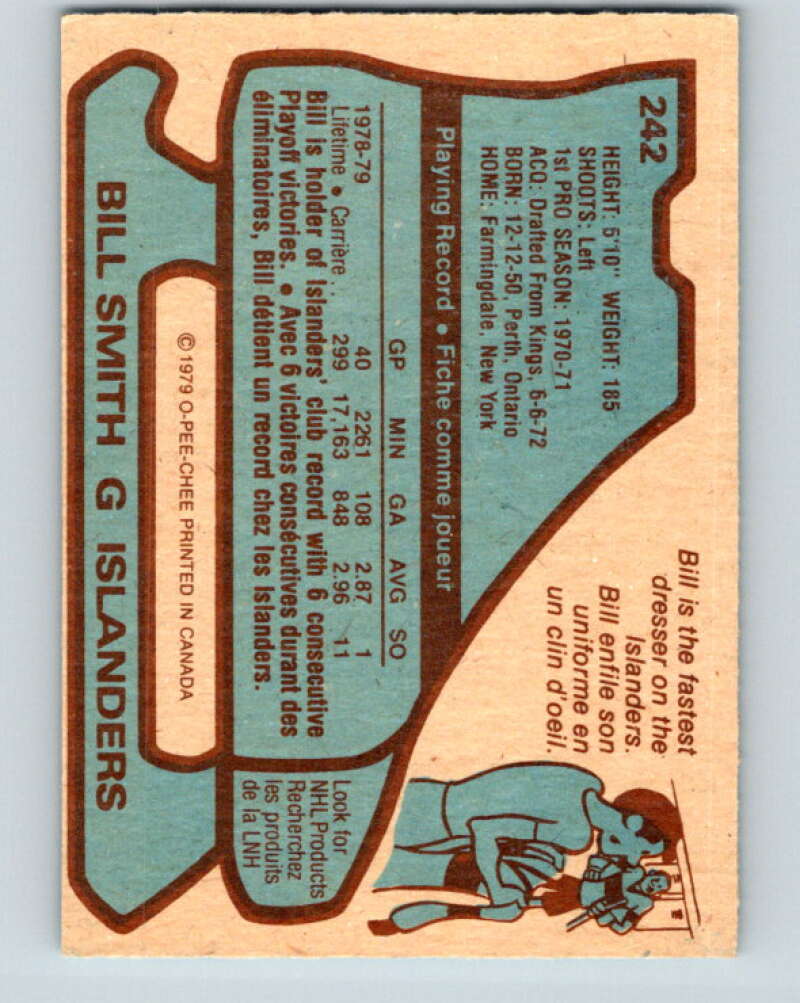 242
HEIGHT: 5'10" WEIGHT: 185
SHOOTS: Left
1st PRO SEASON: 1970-71
ACQ: Drafted From Kings, 6-6-72
BORN: 12-12-50, Perth, Ontario
HOME: Farmingdale, New York
Bill is the fastest
dresser on the
Islanders.
Bill enfile son
uniforme en
un clin d'oeil.
Playing Record • Fiche comme joueur
GP MIN GA AVG SO
1978-79 40 2261 108 2.87 1
Lifetime • Carrière . . 299 17,163 848 2.96 11
Bill is holder of Islanders' club record with 6 consecutive
Playoff victories. • Avec 6 victoires consécutives durant des
éliminatoires, Bill détient un record chez les Islanders.
Look for
NHL Products
Recherchez
les produits
de la LNH
©1979 O-PEE-CHEE PRINTED IN CANADA
BILL SMITH G ISLANDERS